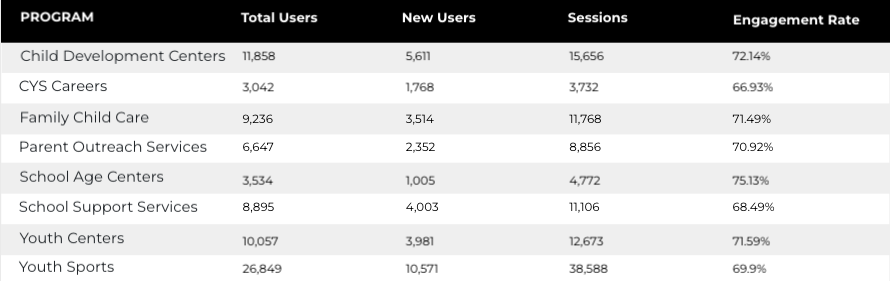 PROGRAM Total Users New Users Sessions Engagement Rate
Child Development Centers 11,858 5,611 15,656 72.14%
CYS Careers 3,042 1,768 3,732 66.93%
Family Child Care 9,236 3,514 11,768 71.49%
Parent Outreach Services 6,647 2,352 8,856 70.92%
School Age Centers 3,534 1,005 4,772 75.13%
School Support Services 8,895 4,003 11,106 68.49%
Youth Centers 10,057 3,981 12,673 71.59%
Youth Sports 26,849 10,571 38,588 69.9%